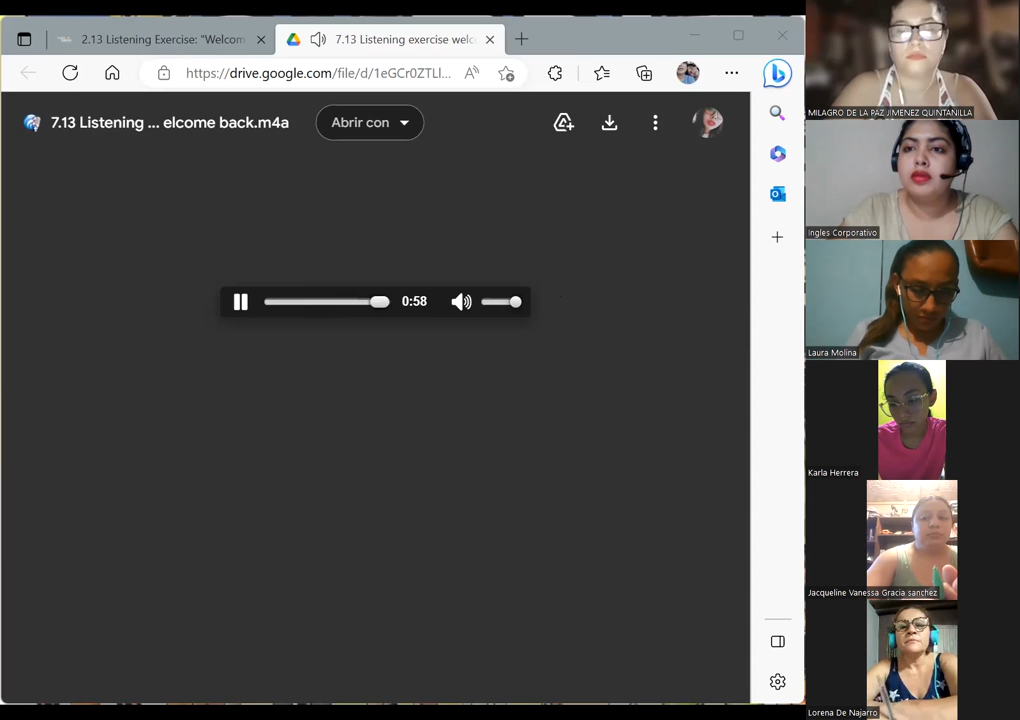 2.13 Listening Exercise: "Welcom
7.13 Listening exercise welc
https://drive.google.com/file/d/1eGCr0ZTLl...
7.13 Listening ... elcome back.m4a
Abrir con
0:58
MILAGRO DE LA PAZ JIMENEZ QUINTANILLA
Ingles Corporativo
Laura Molina
Karla Herrera
Jacqueline Vanessa Gracia sanchez
Lorena De Najarro